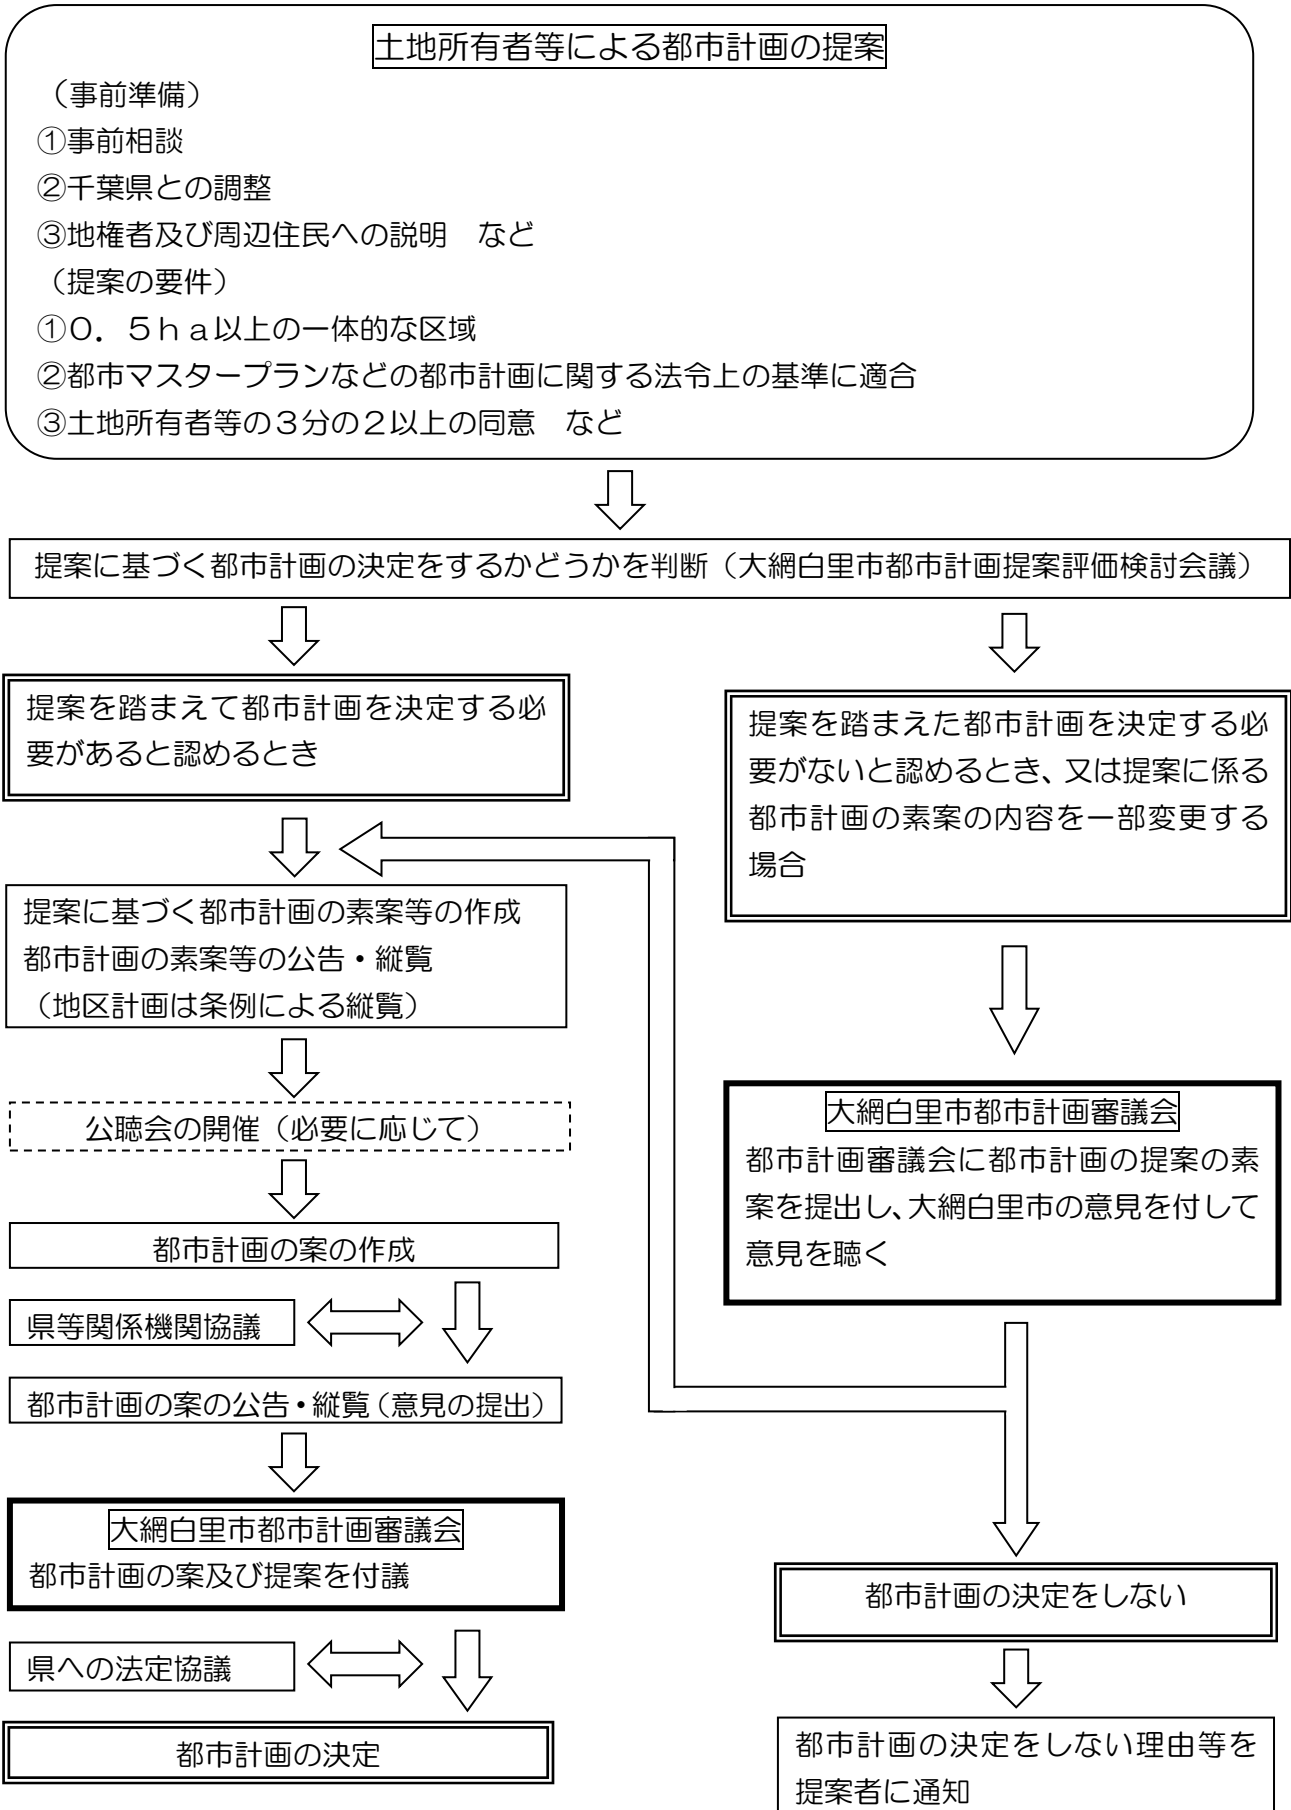 土地所有者等による都市計画の提案
（事前準備）
①事前相談
②千葉県との調整
③地権者及び周辺住民への説明　など
（提案の要件）
①０．５ｈａ以上の一体的な区域
②都市マスタープランなどの都市計画に関する法令上の基準に適合
③土地所有者等の３分の２以上の同意　など
提案に基づく都市計画の決定をするかどうかを判断（大網白里市都市計画提案評価検討会議）
提案を踏まえて都市計画を決定する必
要があると認めるとき
提案を踏まえた都市計画を決定する必
要がないと認めるとき、又は提案に係る
都市計画の素案の内容を一部変更する
場合
提案に基づく都市計画の素案等の作成
都市計画の素案等の公告・縦覧
（地区計画は条例による縦覧）
公聴会の開催（必要に応じて）
都市計画の案の作成
県等関係機関協議
都市計画の案の公告・縦覧（意見の提出）
大網白里市都市計画審議会
都市計画の案及び提案を付議
県への法定協議
都市計画の決定
大網白里市都市計画審議会
都市計画審議会に都市計画の提案の素
案を提出し、大網白里市の意見を付して
意見を聴く
都市計画の決定をしない
都市計画の決定をしない理由等を
提案者に通知